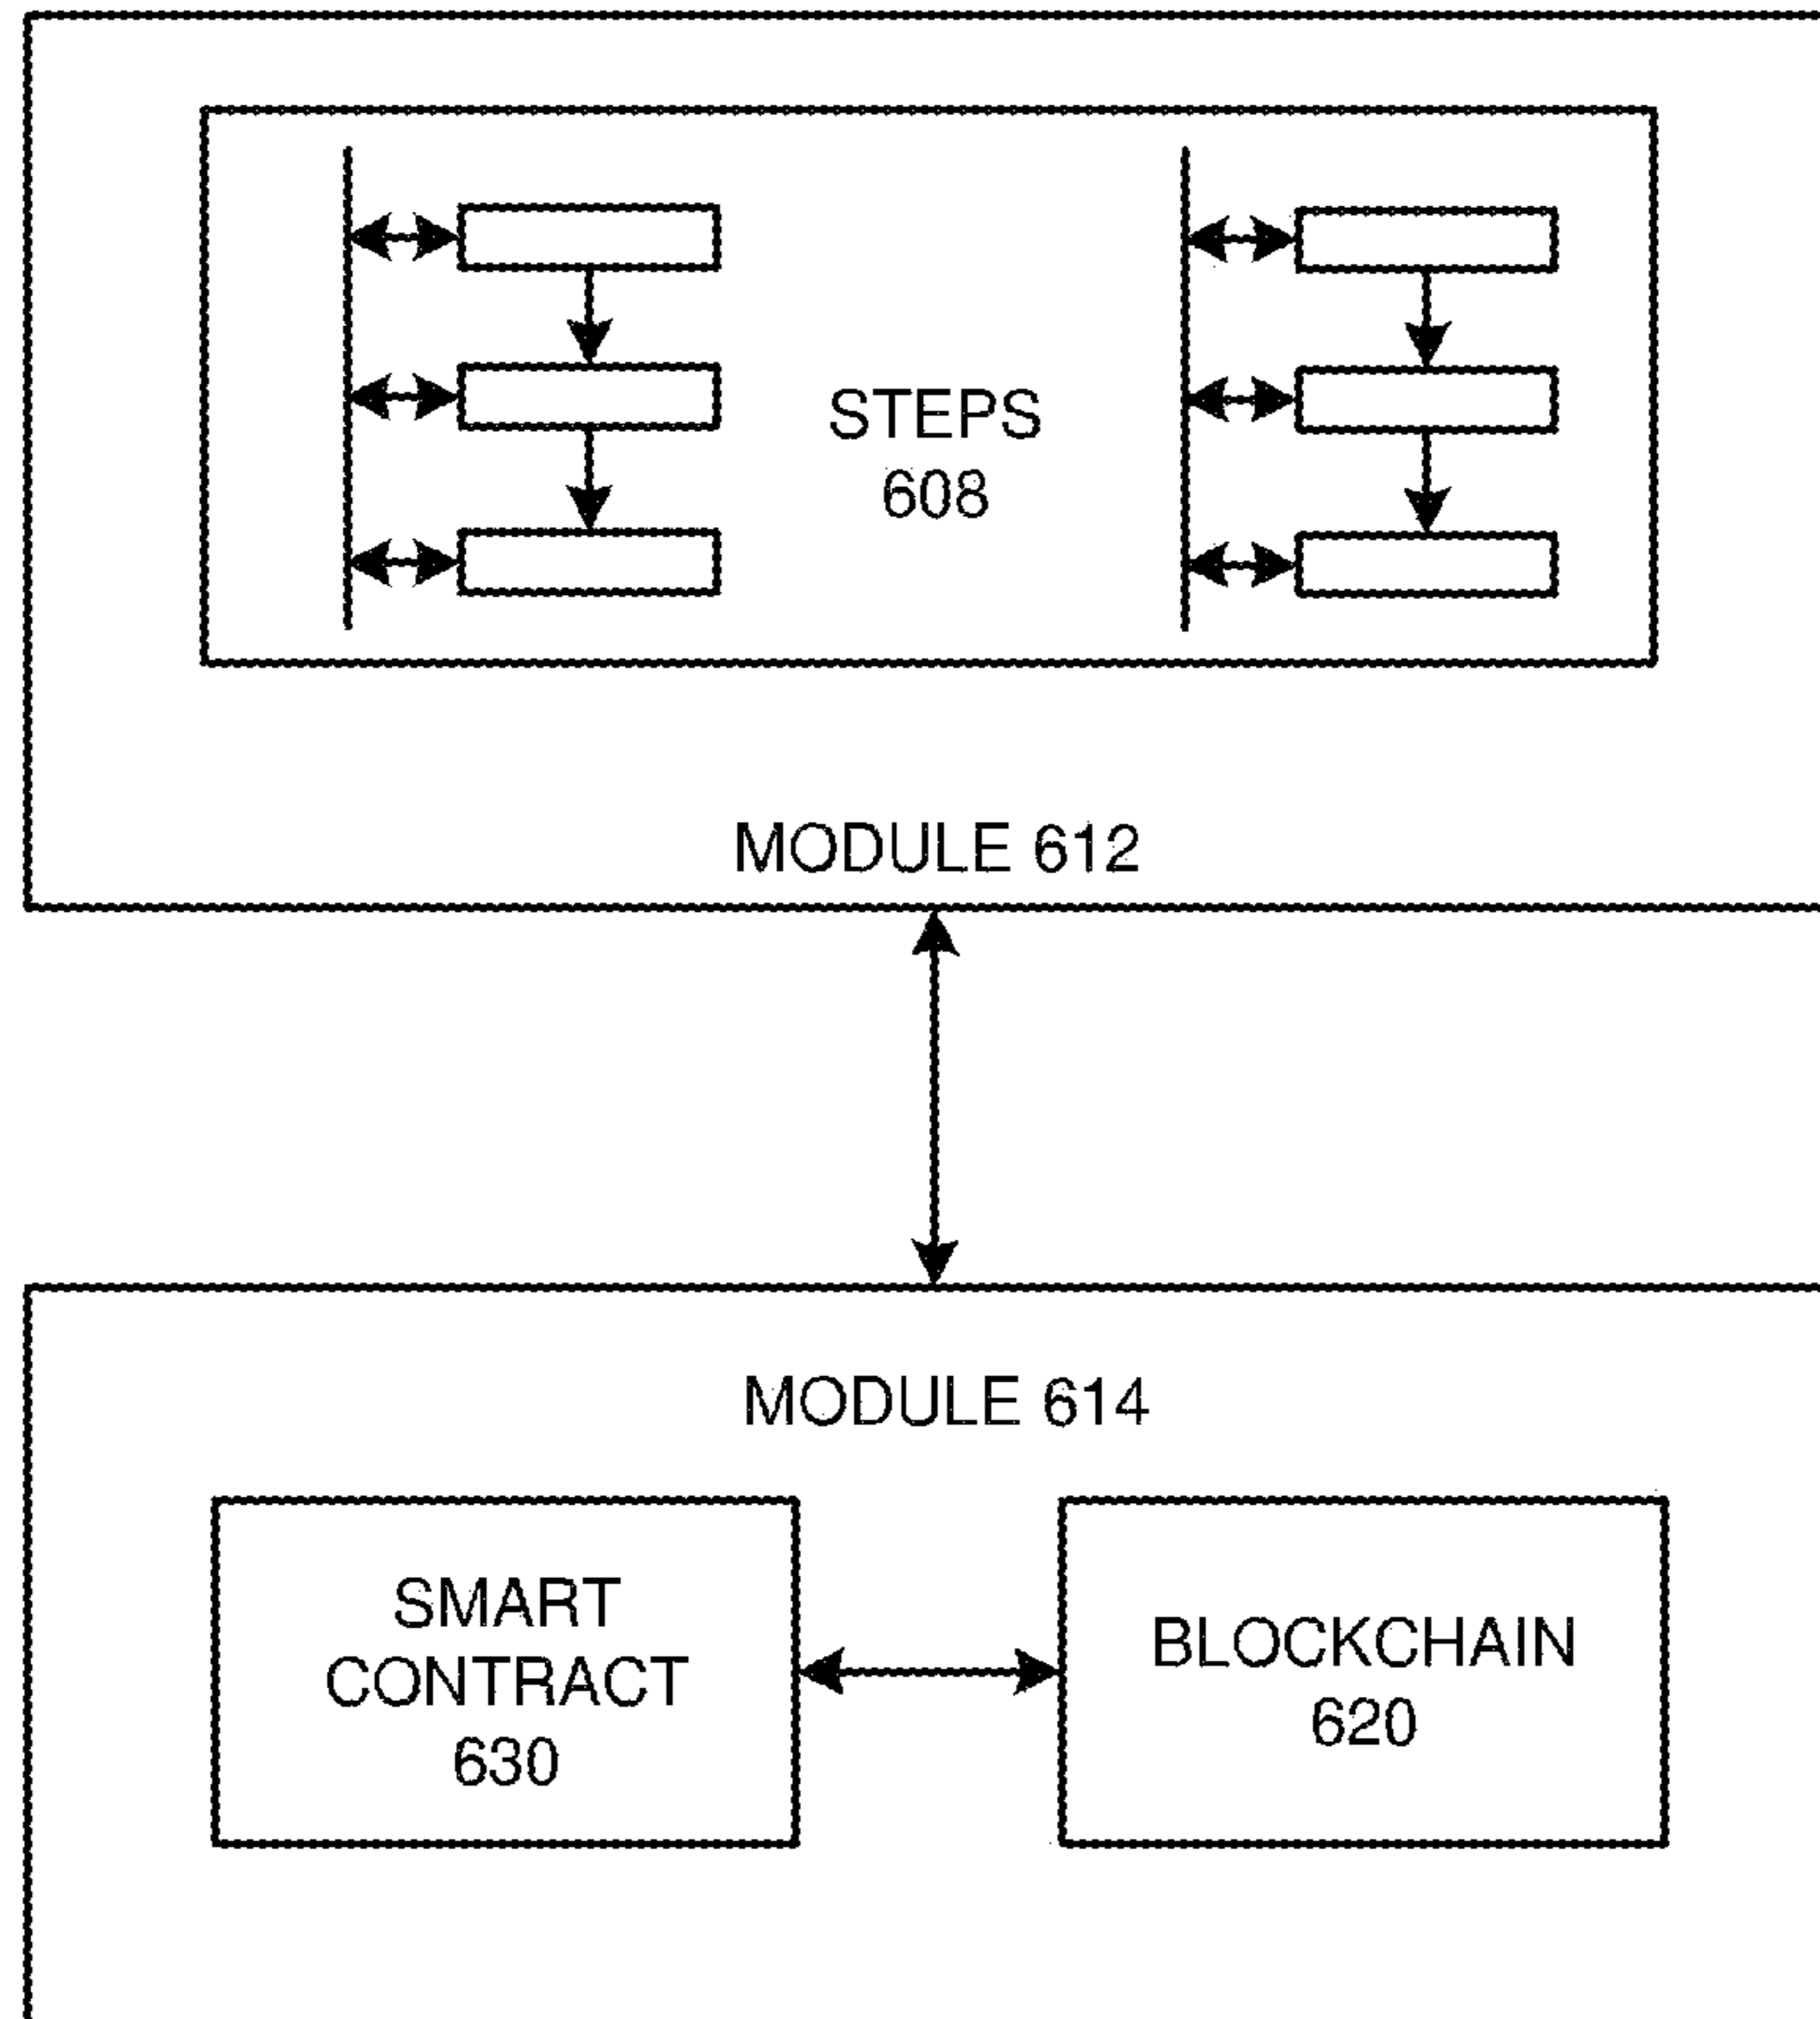 STEPS
608
MODULE 612
MODULE 614
SMART
CONTRACT
630
BLOCKCHAIN
620